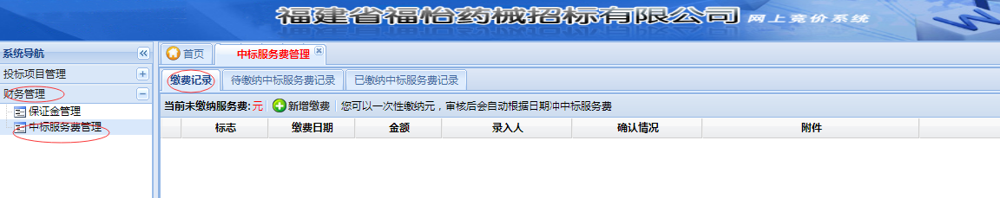 福建省福怡药械招标有限公司 网上竞价系统
系统导航
投标项目管理
财务管理
保证金管理
中标服务费管理
首页 中标服务费管理
缴费记录 待缴纳中标服务费记录 已缴纳中标服务费记录
当前未缴纳服务费:元 新增缴费 您可以一次性缴纳元，审核后会自动根据日期冲中标服务费
标志 缴费日期 金额 录入人 确认情况 附件